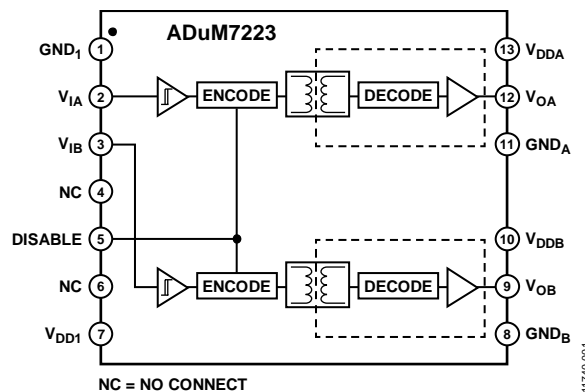 ADuM7223
GND1 1
VIA 2
VIB 3
NC 4
DISABLE 5
NC 6
VDD1 7
ENCODE
DECODE
ENCODE
DECODE
13 VDDA
12 VOA
11 GNDA
10 VDDB
9 VOB
8 GNDB
NC = NO CONNECT